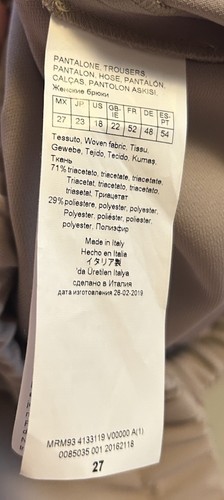 PANTALONE, TROUSERS,
PANTALON, HOSE, PANTALÓN,
CALÇAS, PANTOLON ASKISI,
Женские брюки
MX JP US GB-IE FR DE ES-PT
27 23 18 22 52 48 54
Tessuto, Woven fabric, Tissu,
Gewebe, Tejido, Tecido, Kumaş,
Ткань
71% triacetato, triacetate, triacétate,
Triacetat, triacetato, triacetato,
triasetat, Триацетат
29% poliestere, polyester, polyester,
Polyester, poliéster, poliéster,
polyester, Полиэфир
Made in Italy
Hecho en Italia
イタリア製
'da Üretilen Italya
сделано в Италия
дата изготовления 26-02-2019
MRM93 4133119 V00000 A(1)
0085035 001 20162118
27